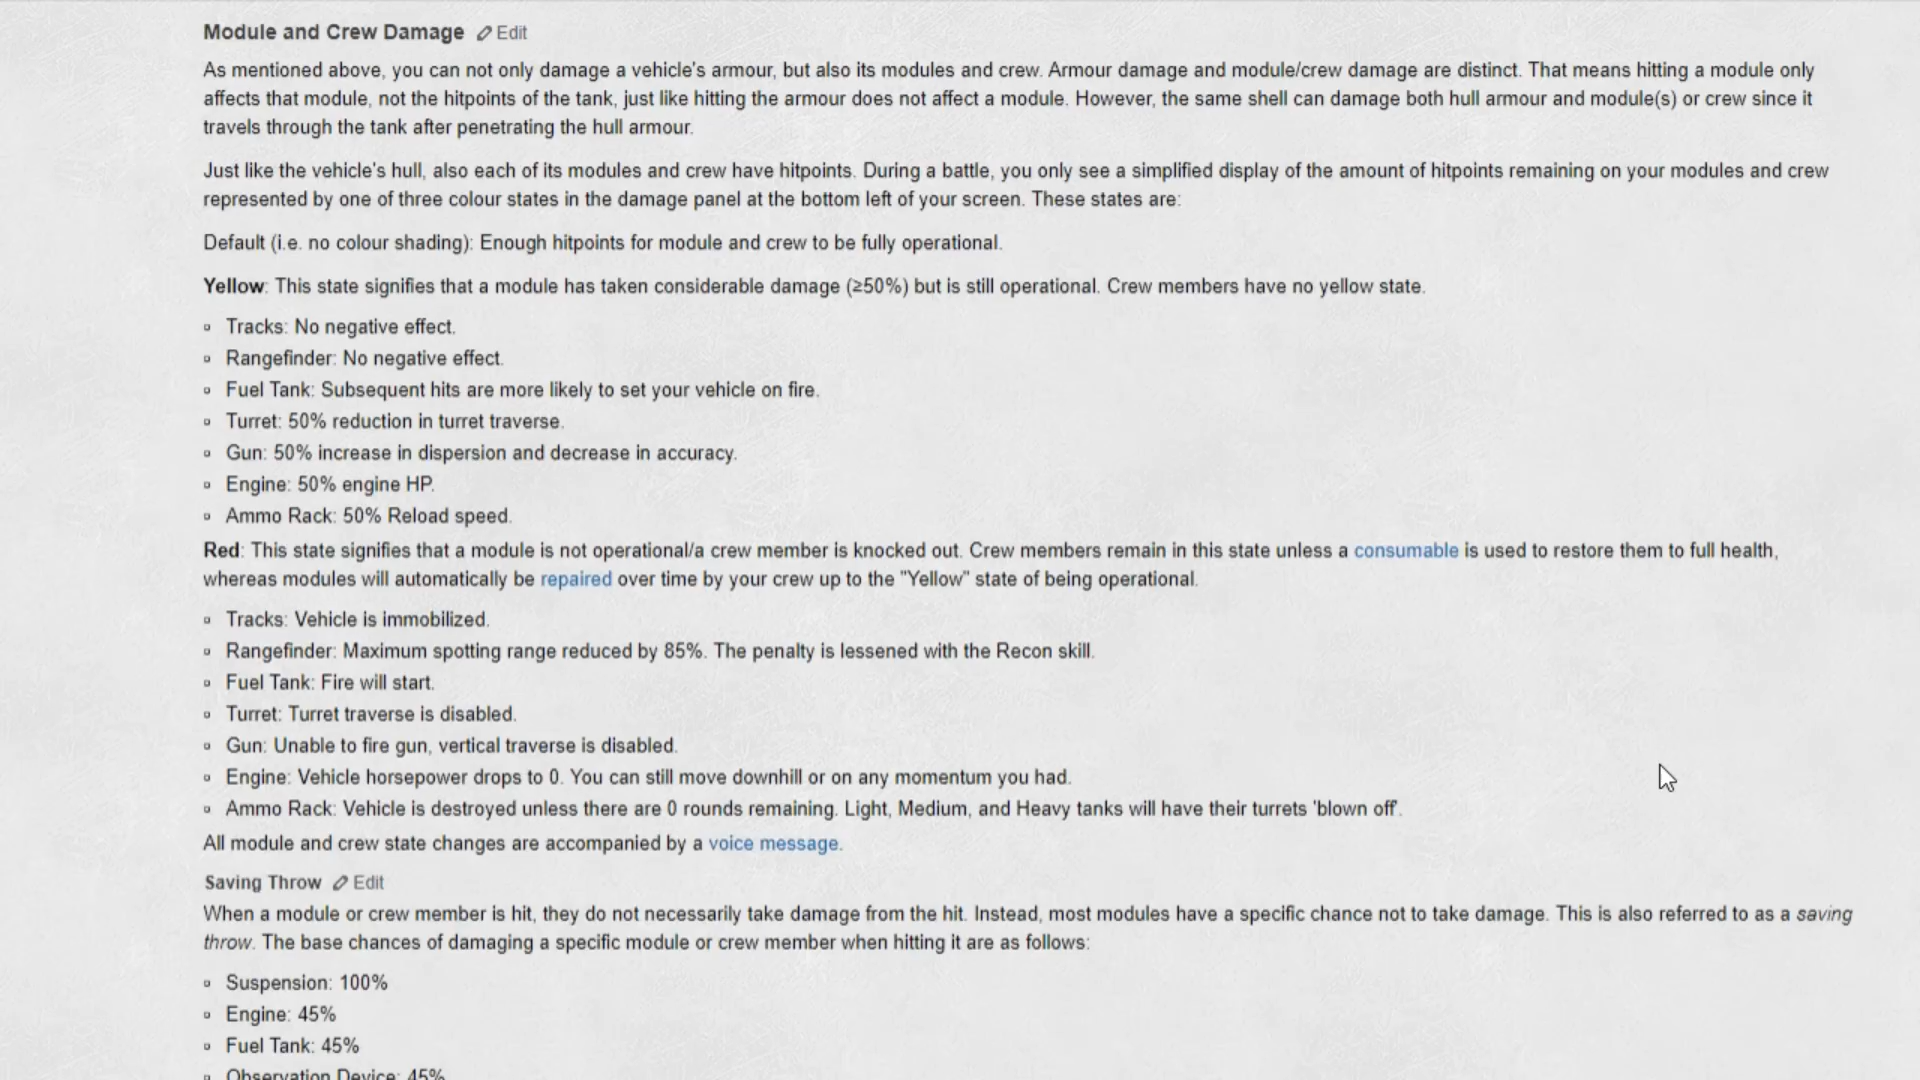 Module and Crew Damage Edit
As mentioned above, you can not only damage a vehicle's armour, but also its modules and crew. Armour damage and module/crew damage are distinct. That means hitting a module only
affects that module, not the hitpoints of the tank, just like hitting the armour does not affect a module. However, the same shell can damage both hull armour and module(s) or crew since it
travels through the tank after penetrating the hull armour.
Just like the vehicle's hull, also each of its modules and crew have hitpoints. During a battle, you only see a simplified display of the amount of hitpoints remaining on your modules and crew
represented by one of three colour states in the damage panel at the bottom left of your screen. These states are:
Default (i.e. no colour shading): Enough hitpoints for module and crew to be fully operational.
Yellow: This state signifies that a module has taken considerable damage (≥50%) but is still operational. Crew members have no yellow state.
Tracks: No negative effect.
Rangefinder: No negative effect.
Fuel Tank: Subsequent hits are more likely to set your vehicle on fire.
Turret: 50% reduction in turret traverse.
Gun: 50% increase in dispersion and decrease in accuracy.
Engine: 50% engine HP.
Ammo Rack: 50% Reload speed.
Red: This state signifies that a module is not operational/a crew member is knocked out. Crew members remain in this state unless a consumable is used to restore them to full health,
whereas modules will automatically be repaired over time by your crew up to the "Yellow" state of being operational.
Tracks: Vehicle is immobilized.
Rangefinder: Maximum spotting range reduced by 85%. The penalty is lessened with the Recon skill.
Fuel Tank: Fire will start.
Turret: Turret traverse is disabled.
Gun: Unable to fire gun, vertical traverse is disabled.
Engine: Vehicle horsepower drops to 0. You can still move downhill or on any momentum you had.
Ammo Rack: Vehicle is destroyed unless there are 0 rounds remaining. Light, Medium, and Heavy tanks will have their turrets 'blown off'.
All module and crew state changes are accompanied by a voice message.
Saving Throw Edit
When a module or crew member is hit, they do not necessarily take damage from the hit. Instead, most modules have a specific chance not to take damage. This is also referred to as a saving
throw. The base chances of damaging a specific module or crew member when hitting it are as follows:
Suspension: 100%
Engine: 45%
Fuel Tank: 45%
Observation Device: 45%